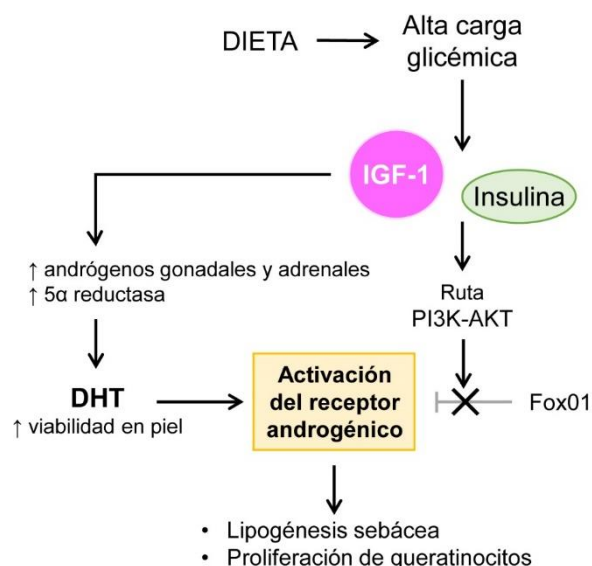 DIETA
Alta carga
glicémica
IGF-1
Insulina
↑ andrógenos gonadales y adrenales
↑ 5α reductasa
Ruta
PI3K-AKT
DHT
↑ viabilidad en piel
Activación
del receptor
androgénico
Fox01
• Lipogénesis sebácea
• Proliferación de queratinocitos